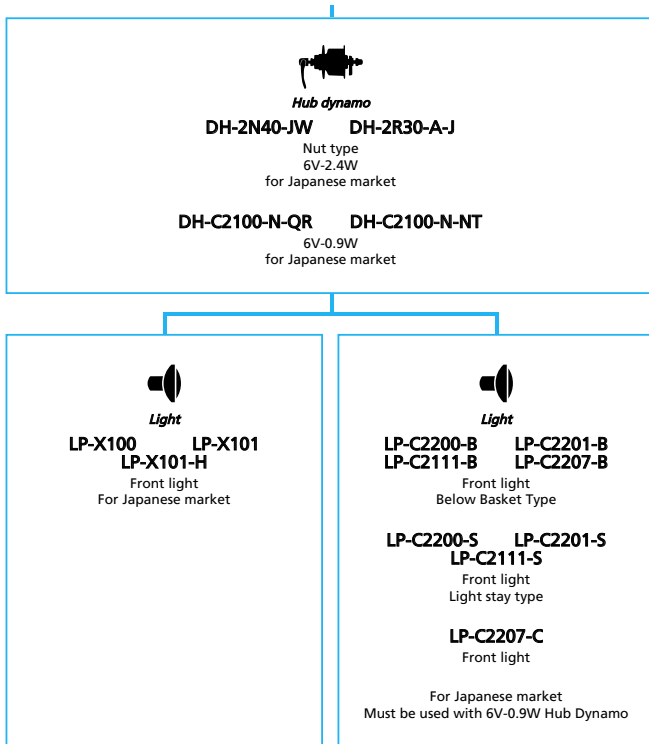 Hub dynamo
DH-2N40-JW DH-2R30-A-J
Nut type
6V-2.4W
for Japanese market
DH-C2100-N-QR DH-C2100-N-NT
6V-0.9W
for Japanese market
Light
LP-X100 LP-X101
LP-X101-H
Front light
For Japanese market
Light
LP-C2200-B LP-C2201-B
LP-C2111-B LP-C2207-B
Front light
Below Basket Type
LP-C2200-S LP-C2201-S
LP-C2111-S
Front light
Light stay type
LP-C2207-C
Front light
For Japanese market
Must be used with 6V-0.9W Hub Dynamo